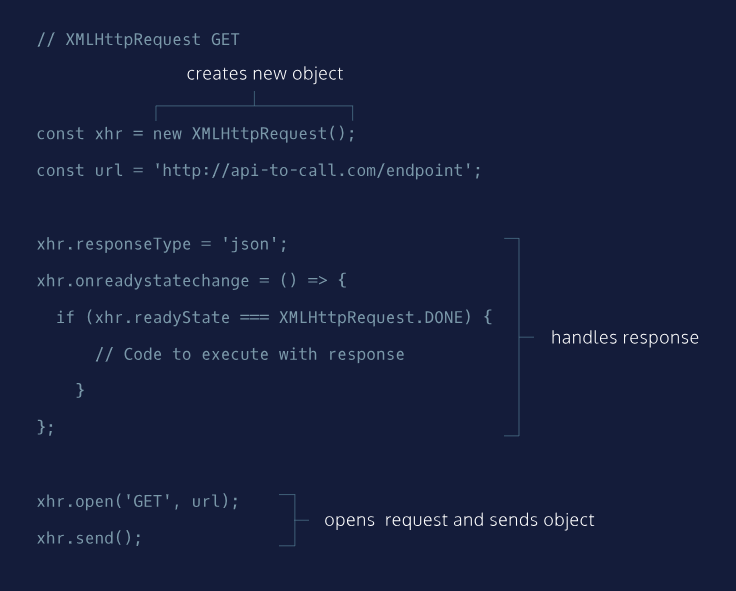 // XMLHttpRequest GET
creates new object
const xhr = new XMLHttpRequest();
const url = 'http://api-to-call.com/endpoint';
xhr.responseType = 'json';
xhr.onreadystatechange = () => {
if (xhr.readyState === XMLHttpRequest.DONE) {
// Code to execute with response
}
};
handles response
xhr.open('GET', url);
xhr.send();
opens request and sends object